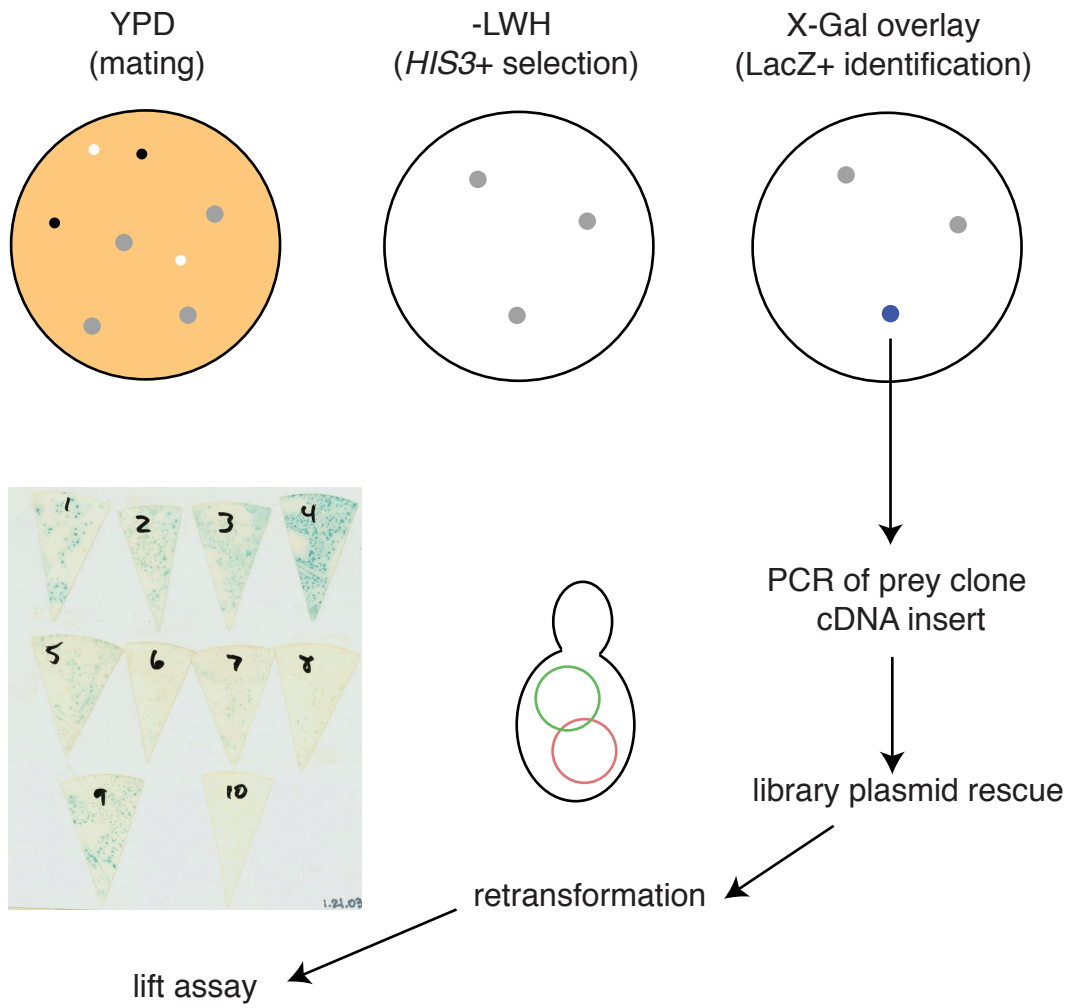 YPD
(mating)
-LWH
(HIS3+ selection)
X-Gal overlay
(LacZ+ identification)
1
2
3
4
5
6
7
8
9
10
1.21.03
PCR of prey clone
cDNA insert
library plasmid rescue
retransformation
lift assay